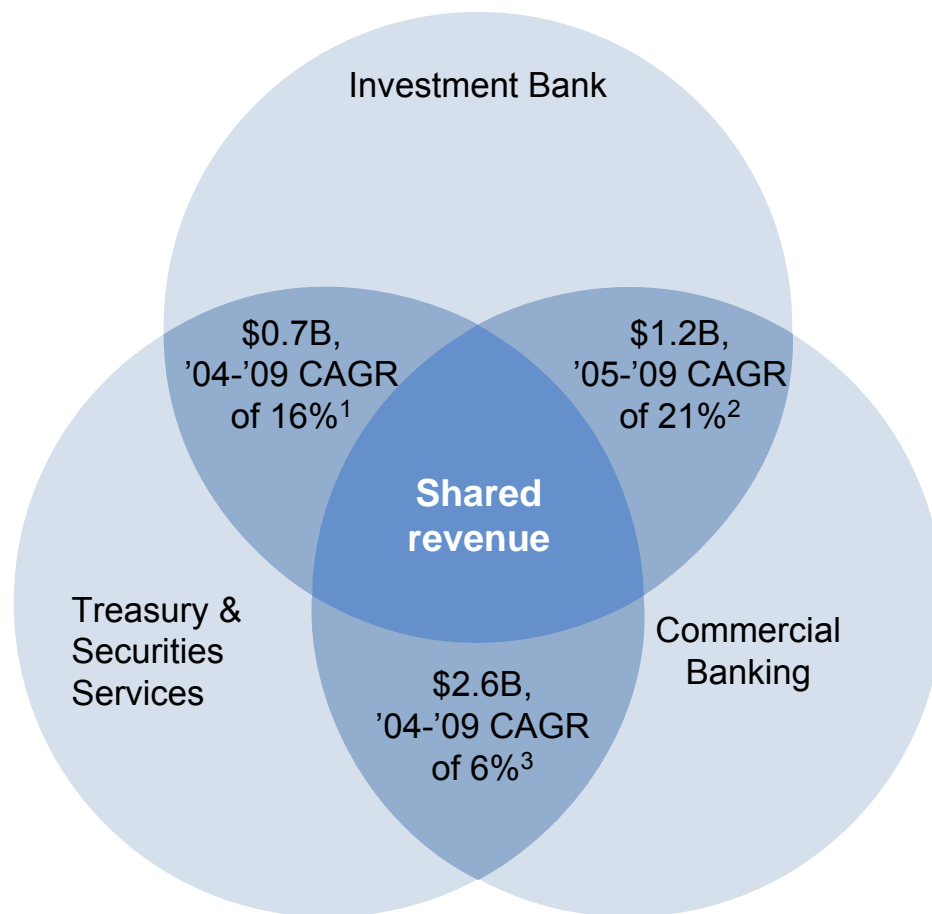 Investment Bank
$0.7B,
’04-’09 CAGR
of 16%¹
$1.2B,
’05-’09 CAGR
of 21%²
Shared
revenue
Treasury &
Securities
Services
Commercial
Banking
$2.6B,
’04-’09 CAGR
of 6%³